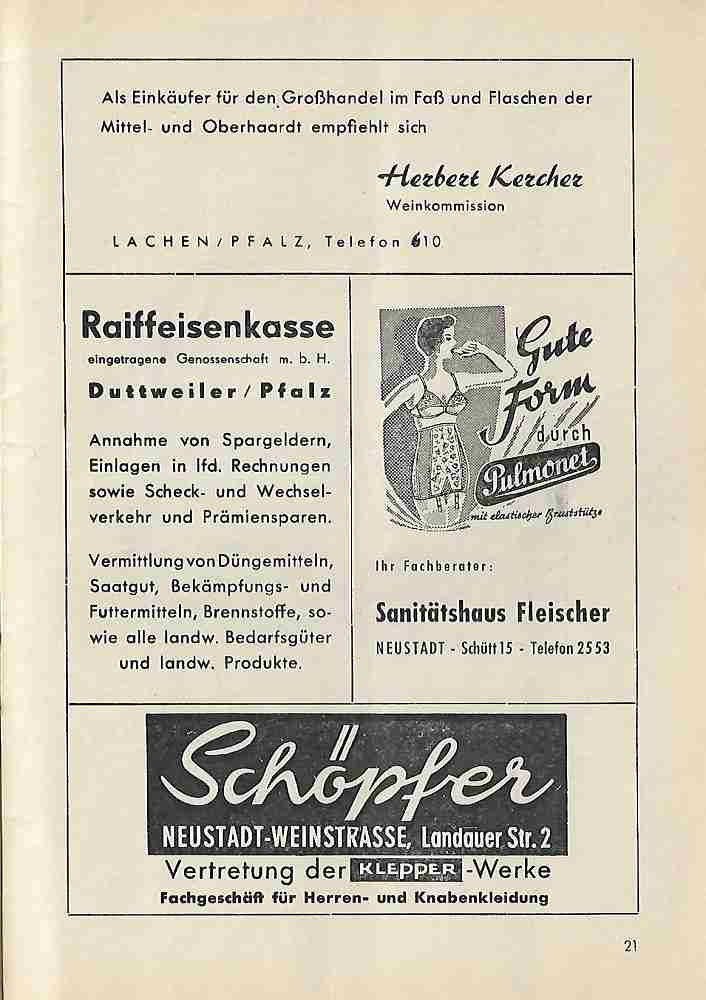 Als Einkäufer für den Großhandel im Faß und Flaschen der
Mittel- und Oberhaardt empfiehlt sich
Herbert Kercher
Weinkommission
LACHEN/PFALZ, Telefon 610
Raiffeisenkasse
eingetragene Genossenschaft m. b. H.
Duttweiler / Pfalz
Annahme von Spargeldern,
Einlagen in lfd. Rechnungen
sowie Scheck- und Wechsel-
verkehr und Prämiensparen.
Vermittlung von Düngemitteln,
Saatgut, Bekämpfungs- und
Futtermitteln, Brennstoffe, so-
wie alle landw. Bedarfsgüter
und landw. Produkte.
Gute
Form
durch
Pulmonet
mit elastischer Bruststütze
Ihr Fachberater:
Sanitätshaus Fleischer
NEUSTADT - Schütt 15 - Telefon 2553
Schöpfer
NEUSTADT-WEINSTRASSE, Landauer Str. 2
Vertretung der KLEPPER-Werke
Fachgeschäft für Herren- und Knabenkleidung
21